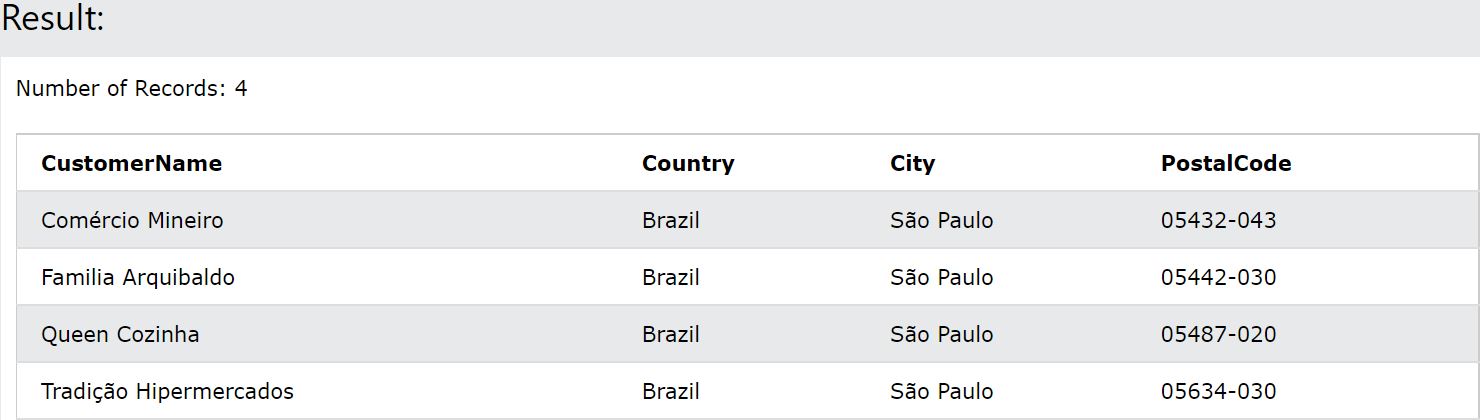 Result:
Number of Records: 4
CustomerName Country City PostalCode
Comércio Mineiro Brazil São Paulo 05432-043
Familia Arquibaldo Brazil São Paulo 05442-030
Queen Cozinha Brazil São Paulo 05487-020
Tradição Hipermercados Brazil São Paulo 05634-030